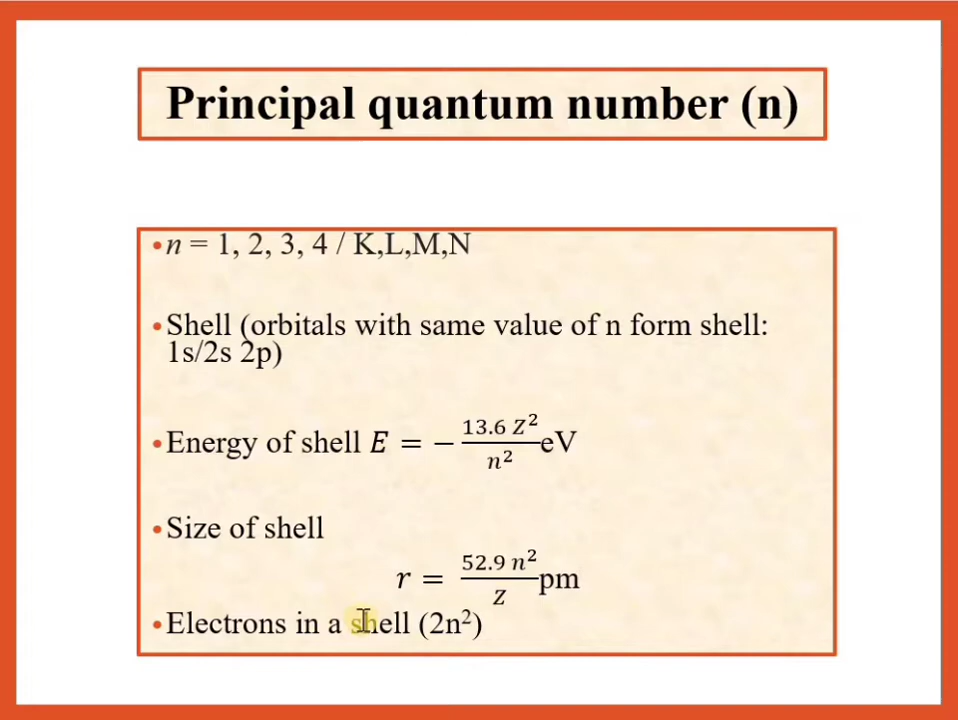 Principal quantum number (n)
•n = 1, 2, 3, 4 / K,L,M,N
•Shell (orbitals with same value of n form shell:
1s/2s 2p)
•Energy of shell E = − 13.6 Z²/n² eV
•Size of shell
r = 52.9 n²/Z pm
•Electrons in a shell (2n²)